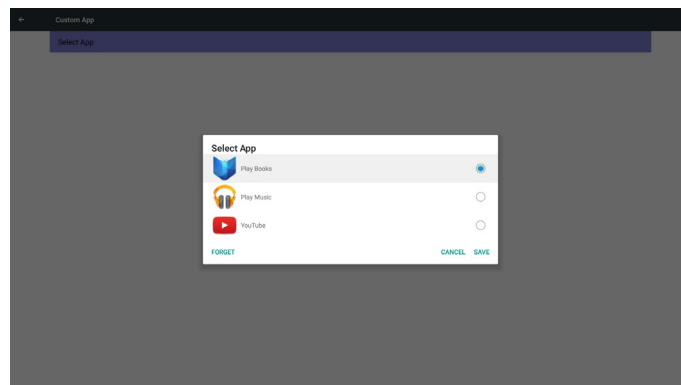 Custom App
Select App
Select App
Play Books
Play Music
YouTube
FORGET CANCEL SAVE